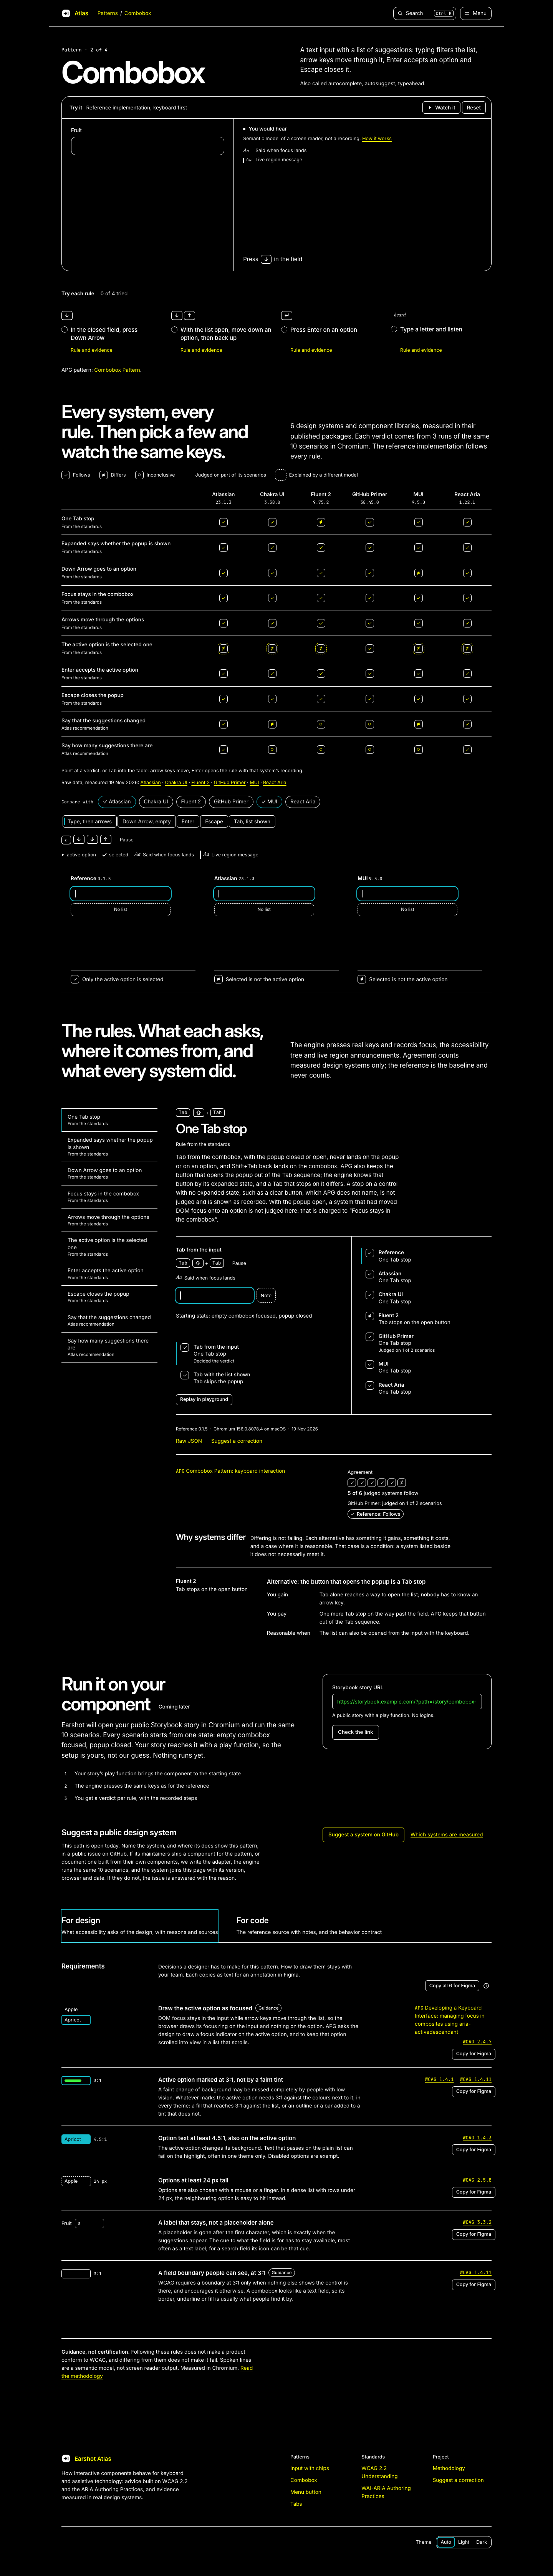 Atlas
Patterns / Combobox
Search Ctrl K
Menu
Pattern · 2 of 4
Combobox
A text input with a list of suggestions: typing filters the list,
arrow keys move through it, Enter accepts an option and
Escape closes it.
Also called autocomplete, autosuggest, typeahead.
Try it Reference implementation, keyboard first
Watch it
Reset
Fruit
You would hear
Semantic model of a screen reader, not a recording. How it works
Aa Said when focus lands
Aa Live region message
Press ↓ in the field
Try each rule 0 of 4 tried
In the closed field, press
Down Arrow
Rule and evidence
With the list open, move down an
option, then back up
Rule and evidence
Press Enter on an option
Rule and evidence
heard
Type a letter and listen
Rule and evidence
APG pattern: Combobox Pattern.
Every system, every
rule. Then pick a few and
watch the same keys.
6 design systems and component libraries, measured in their
published packages. Each verdict comes from 3 runs of the same
10 scenarios in Chromium. The reference implementation follows
every rule.
Follows
Differs
Inconclusive
Judged on part of its scenarios
Explained by a different model
Atlassian Chakra UI Fluent 2 GitHub Primer MUI React Aria
23.1.3 3.38.0 9.75.2 38.45.0 9.5.0 1.22.1
One Tab stop
From the standards
Expanded says whether the popup is shown
From the standards
Down Arrow goes to an option
From the standards
Focus stays in the combobox
From the standards
Arrows move through the options
From the standards
The active option is the selected one
From the standards
Enter accepts the active option
From the standards
Escape closes the popup
From the standards
Say that the suggestions changed
Atlas recommendation
Say how many suggestions there are
Atlas recommendation
Point at a verdict, or Tab into the table: arrow keys move, Enter opens the rule with that system's recording.
Raw data, measured 19 Nov 2026: Atlassian · Chakra UI · Fluent 2 · GitHub Primer · MUI · React Aria
Compare with
Atlassian
Chakra UI
Fluent 2
GitHub Primer
MUI
React Aria
Type, then arrows
Down Arrow, empty
Enter
Escape
Tab, list shown
a ↓ ↓ ↑ Pause
active option
selected
Aa Said when focus lands
Aa Live region message
Reference 0.1.5
Atlassian 23.1.3
MUI 9.5.0
No list
No list
No list
Only the active option is selected
Selected is not the active option
Selected is not the active option
The rules. What each asks,
where it comes from, and
what every system did.
The engine presses real keys and records focus, the accessibility
tree and live region announcements. Agreement counts
measured design systems only; the reference is the baseline and
never counts.
One Tab stop
From the standards
Expanded says whether the popup
is shown
From the standards
Down Arrow goes to an option
From the standards
Focus stays in the combobox
From the standards
Arrows move through the options
From the standards
The active option is the selected
one
From the standards
Enter accepts the active option
From the standards
Escape closes the popup
From the standards
Say that the suggestions changed
Atlas recommendation
Say how many suggestions there
are
Atlas recommendation
Tab ⇧ + Tab
One Tab stop
Rule from the standards
Tab from the combobox, with the popup closed or open, never lands on the popup
or on an option, and Shift+Tab back lands on the combobox. APG also keeps the
button that opens the popup out of the Tab sequence; the engine knows that
button by its expanded state, and a Tab that stops on it differs. A stop on a control
with no expanded state, such as a clear button, which APG does not name, is not
judged and is shown as recorded. With the popup open, a system that has moved
DOM focus onto an option is not judged here: that is charged to "Focus stays in
the combobox".
Tab from the input
Tab ⇧ + Tab Pause
Aa Said when focus lands
Note
Starting state: empty combobox focused, popup closed
Tab from the input
One Tab stop
Decided the verdict
Tab with the list shown
Tab skips the popup
Replay in playground
Reference
One Tab stop
Atlassian
One Tab stop
Chakra UI
One Tab stop
Fluent 2
Tab stops on the open button
GitHub Primer
One Tab stop
Judged on 1 of 2 scenarios
MUI
One Tab stop
React Aria
One Tab stop
Reference 0.1.5 · Chromium 156.0.8078.4 on macOS · 19 Nov 2026
Raw JSON
Suggest a correction
APG Combobox Pattern: keyboard interaction
Agreement
5 of 6 judged systems follow
GitHub Primer: judged on 1 of 2 scenarios
Reference: Follows
Why systems differ
Differing is not failing. Each alternative has something it gains, something it costs,
and a case where it is reasonable. That case is a condition: a system listed beside
it does not necessarily meet it.
Fluent 2
Tab stops on the open button
Alternative: the button that opens the popup is a Tab stop
You gain
Tab alone reaches a way to open the list; nobody has to know an
arrow key.
You pay
One more Tab stop on the way past the field. APG keeps that button
out of the Tab sequence.
Reasonable when
The list can also be opened from the input with the keyboard.
Run it on your
component Coming later
Earshot will open your public Storybook story in Chromium and run the same
10 scenarios. Every scenario starts from one state: empty combobox
focused, popup closed. Your story reaches it with a play function, so the
setup is yours, not our guess. Nothing runs yet.
1 Your story's play function brings the component to the starting state
2 The engine presses the same keys as for the reference
3 You get a verdict per rule, with the recorded steps
Storybook story URL
https://storybook.example.com/?path=/story/combobox-
A public story with a play function. No logins.
Check the link
Suggest a public design system
This path is open today. Name the system, and where its docs show this pattern,
in a public issue on GitHub. If its maintainers ship a component for the pattern, or
document one built from their own components, we write the adapter, the engine
runs the same 10 scenarios, and the system joins this page with its version,
browser and date. If they do not, the issue is answered with the reason.
Suggest a system on GitHub
Which systems are measured
For design
What accessibility asks of the design, with reasons and sources
For code
The reference source with notes, and the behavior contract
Requirements
Decisions a designer has to make for this pattern. How to draw them stays with
your team. Each copies as text for an annotation in Figma.
Copy all 6 for Figma
Apple
Apricot
Draw the active option as focused Guidance
DOM focus stays in the input while arrow keys move through the list, so the
browser draws its focus ring on the input and nothing on the option. APG asks the
design to draw a focus indicator on the active option, and to keep that option
scrolled into view in a list that scrolls.
APG Developing a Keyboard
Interface: managing focus in
composites using aria-
activedescendant
WCAG 2.4.7
Copy for Figma
3:1
Active option marked at 3:1, not by a faint tint
A faint change of background may be missed completely by people with low
vision. Whatever marks the active option needs 3:1 against the colours next to it, in
every theme: a fill that reaches 3:1 against the list, or an outline or a bar added to a
tint that does not.
WCAG 1.4.1 WCAG 1.4.11
Copy for Figma
Apricot 4.5:1
Option text at least 4.5:1, also on the active option
The active option changes its background. Text that passes on the plain list can
fail on the highlight, often in one theme only. Disabled options are exempt.
WCAG 1.4.3
Copy for Figma
Apple 24 px
Options at least 24 px tall
Options are also chosen with a mouse or a finger. In a dense list with rows under
24 px, the neighbouring option is easy to hit instead.
WCAG 2.5.8
Copy for Figma
Fruit a
A label that stays, not a placeholder alone
A placeholder is gone after the first character, which is exactly when the
suggestions appear. The cue to what the field is for has to stay available, most
often as a text label; for a search field its icon can be that cue.
WCAG 3.3.2
Copy for Figma
3:1
A field boundary people can see, at 3:1 Guidance
WCAG requires a boundary at 3:1 only when nothing else shows the control is
there, and encourages it otherwise. A combobox looks like a text field, so its
border, underline or fill is usually what people find it by.
WCAG 1.4.11
Copy for Figma
Guidance, not certification. Following these rules does not make a product
conform to WCAG, and differing from them does not make it fail. Spoken lines
are a semantic model, not screen reader output. Measured in Chromium. Read
the methodology
Earshot Atlas
How interactive components behave for keyboard
and assistive technology: advice built on WCAG 2.2
and the ARIA Authoring Practices, and evidence
measured in real design systems.
Patterns
Input with chips
Combobox
Menu button
Tabs
Standards
WCAG 2.2
Understanding
WAI-ARIA Authoring
Practices
Project
Methodology
Suggest a correction
Theme Auto Light Dark